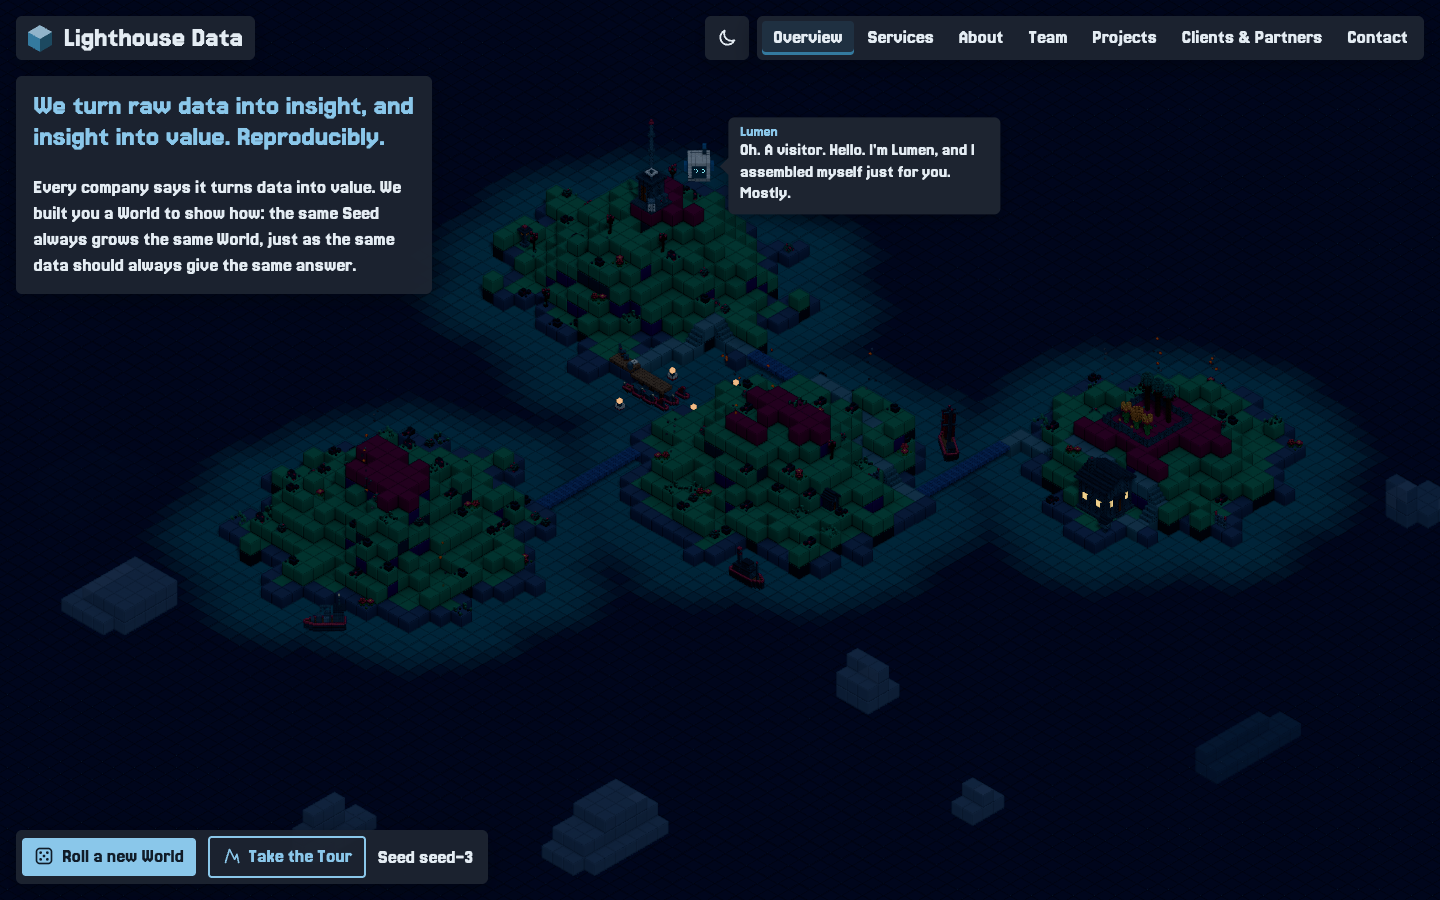 Lighthouse Data
Overview
Services
About
Team
Projects
Clients & Partners
Contact
We turn raw data into insight, and
insight into value. Reproducibly.
Every company says it turns data into value. We
built you a World to show how: the same Seed
always grows the same World, just as the same
data should always give the same answer.
Lumen
Oh. A visitor. Hello. I'm Lumen, and I
assembled myself just for you.
Mostly.
Roll a new World
Take the Tour
Seed seed-3